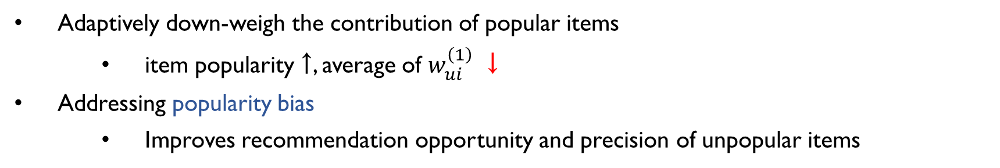 • Adaptively down-weigh the contribution of popular items
• item popularity ↑, average of $w_{ui}^{(1)}$ ↓
• Addressing popularity bias
• Improves recommendation opportunity and precision of unpopular items